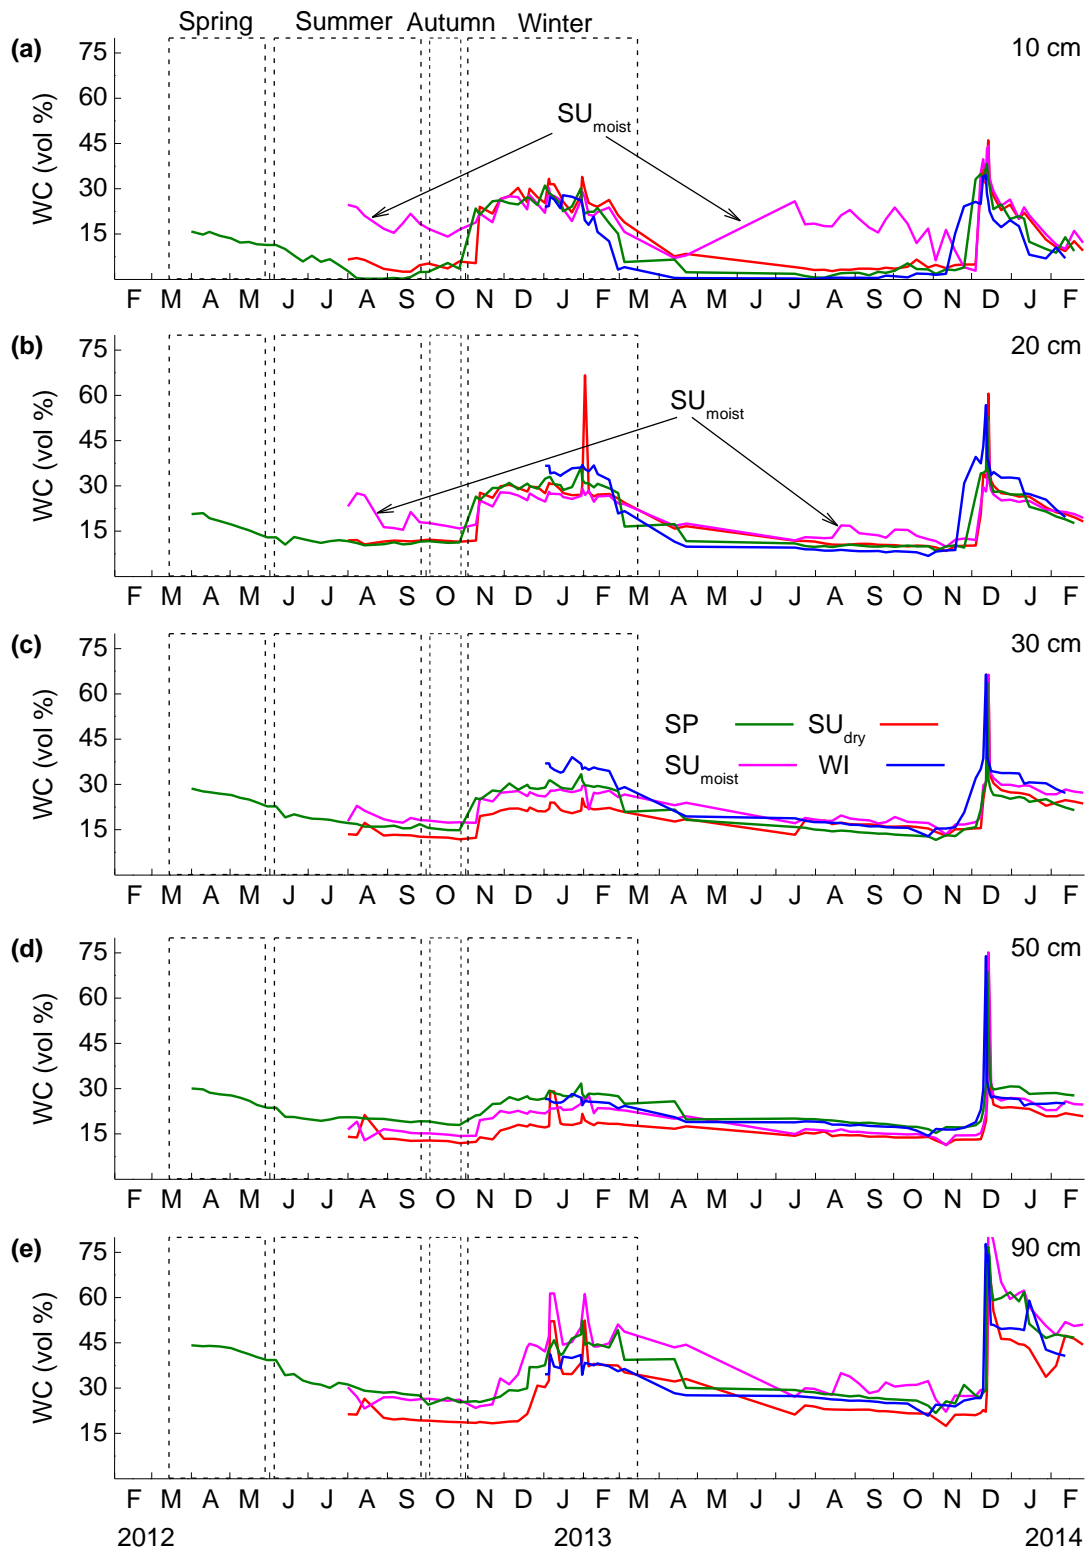 Spring Summer Autumn Winter
(a) 10 cm
75
60
45
30
15
WC (vol %)
SUmoist
F M A M J J A S O N D J F M A M J J A S O N D J F
(b) 20 cm
75
60
45
30
15
WC (vol %)
SUmoist
F M A M J J A S O N D J F M A M J J A S O N D J F
(c) 30 cm
75
60
45
30
15
WC (vol %)
SP SUdry
SUmoist WI
F M A M J J A S O N D J F M A M J J A S O N D J F
(d) 50 cm
75
60
45
30
15
WC (vol %)
F M A M J J A S O N D J F M A M J J A S O N D J F
(e) 90 cm
75
60
45
30
15
WC (vol %)
F M A M J J A S O N D J F M A M J J A S O N D J F
2012 2013 2014